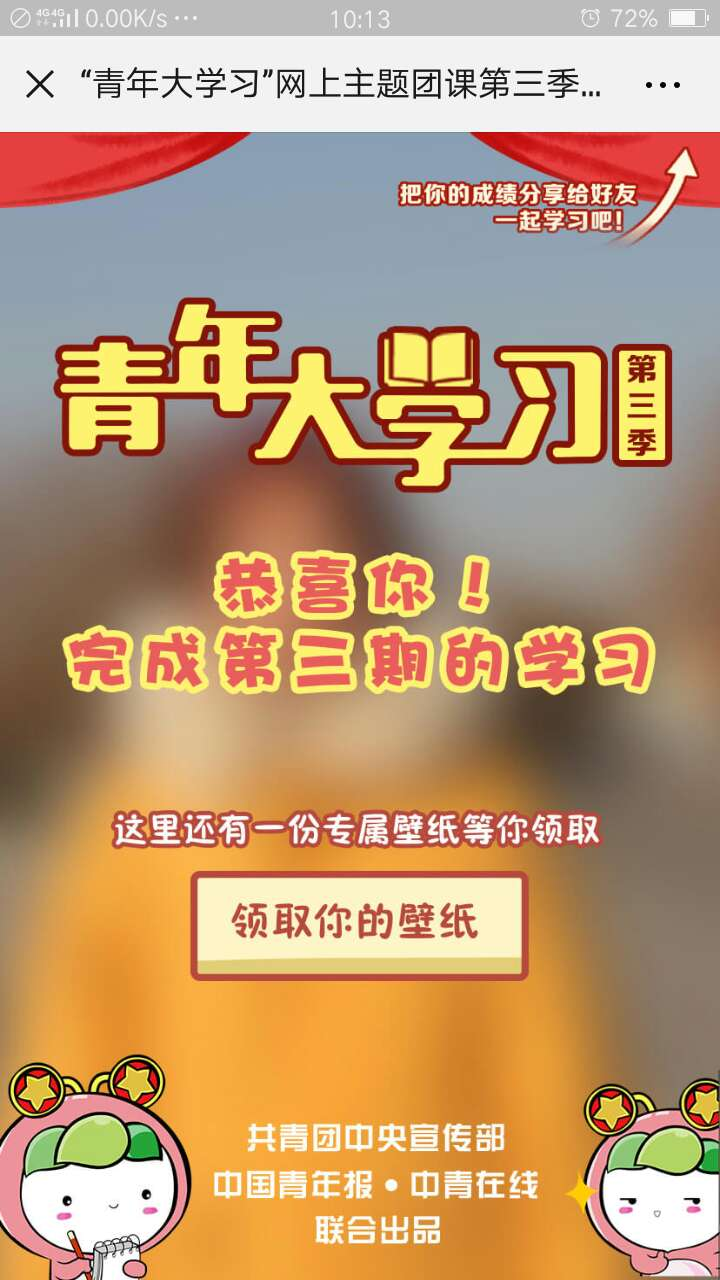 4G 4G 0.00K/s ··· 10:13 72%
“青年大学习”网上主题团课第三季...
把你的成绩分享给好友
一起学习吧！
青年大学习
第三季
恭喜你！
完成第三期的学习
这里还有一份专属壁纸等你领取
领取你的壁纸
共青团中央宣传部
中国青年报•中青在线
联合出品